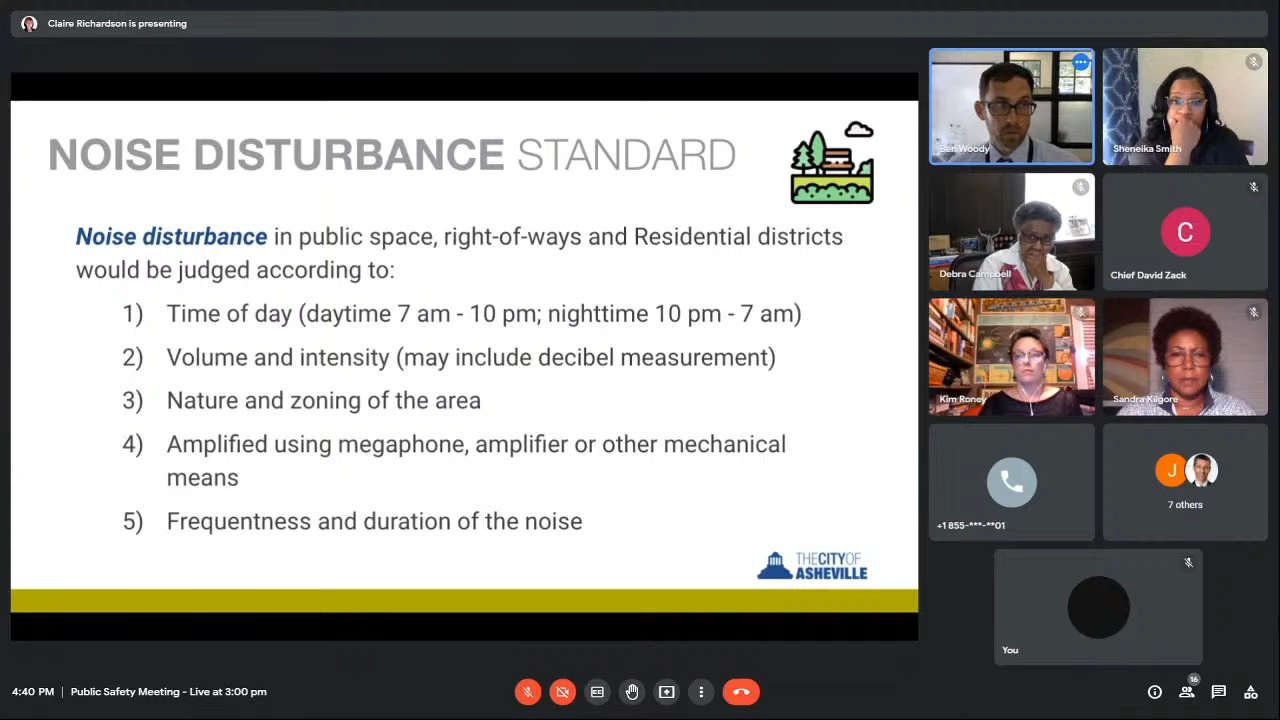 Claire Richardson is presenting
NOISE DISTURBANCE STANDARD
Noise disturbance in public space, right-of-ways and Residential districts
would be judged according to:
1) Time of day (daytime 7 am - 10 pm; nighttime 10 pm - 7 am)
2) Volume and intensity (may include decibel measurement)
3) Nature and zoning of the area
4) Amplified using megaphone, amplifier or other mechanical
means
5) Frequentness and duration of the noise
THE CITY OF
ASHEVILLE
Ben Woody
Sheneika Smith
Debra Campbell
C
Chief David Zack
Kim Roney
Sandra Kilgore
+1 855-***-**01
J
7 others
You
4:40 PM | Public Safety Meeting - Live at 3:00 pm
CC
16